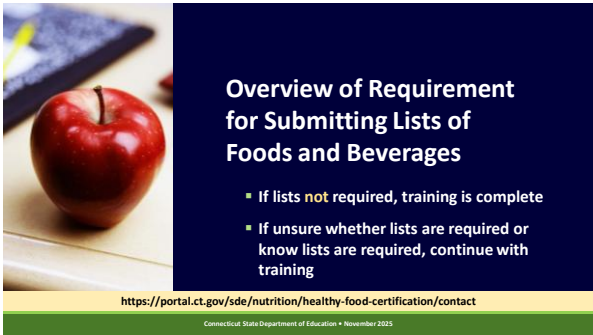 Overview of Requirement
for Submitting Lists of
Foods and Beverages
▪ If lists not required, training is complete
▪ If unsure whether lists are required or
know lists are required, continue with
training
https://portal.ct.gov/sde/nutrition/healthy-food-certification/contact
Connecticut State Department of Education • November 2025